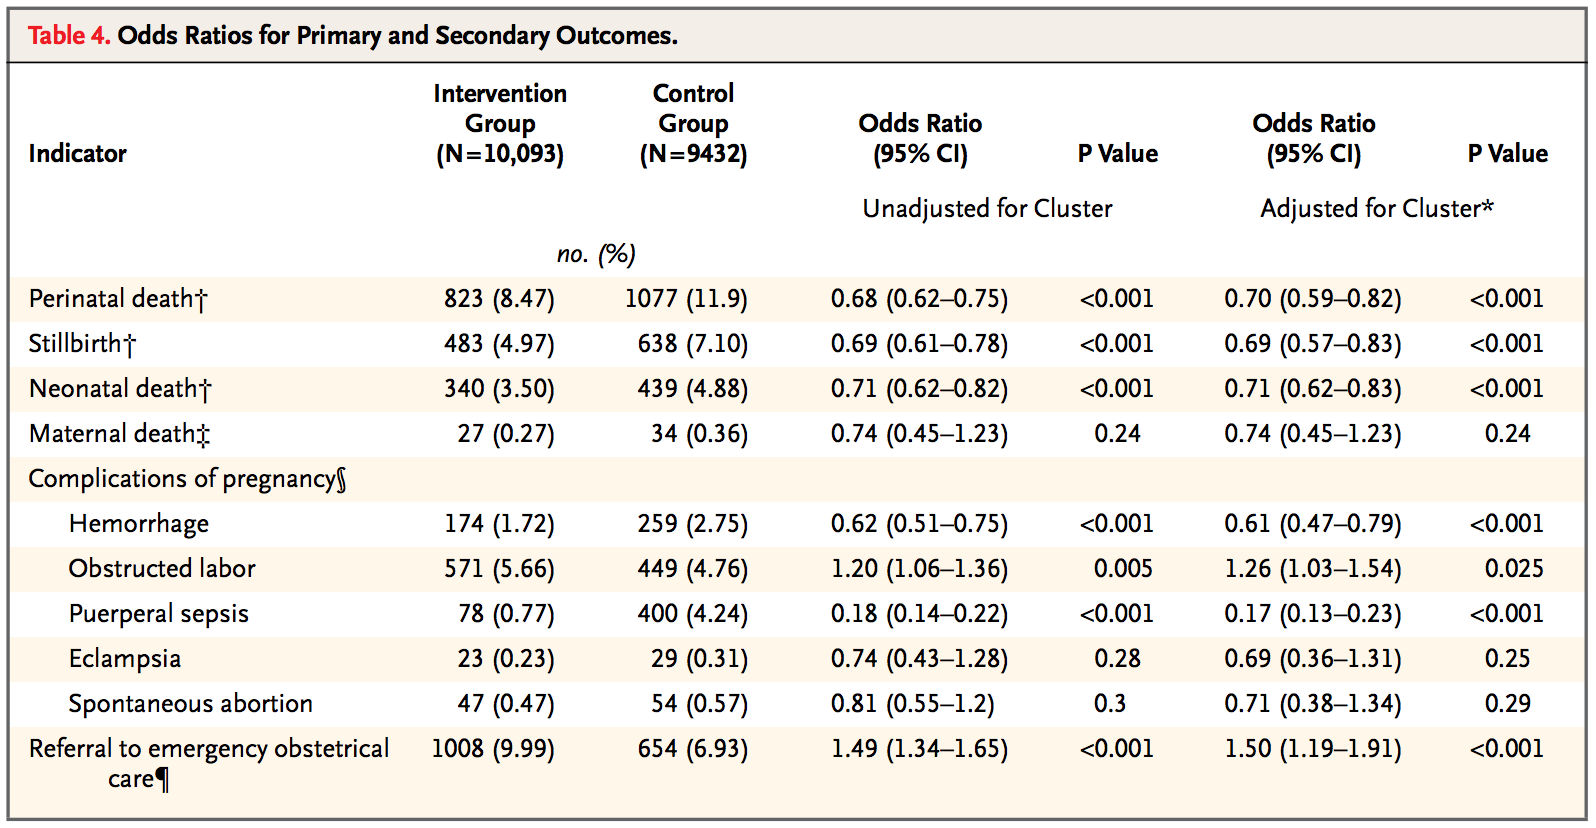 Table 4. Odds Ratios for Primary and Secondary Outcomes.
Indicator Intervention Group (N=10,093) Control Group (N=9432) Odds Ratio (95% CI) P Value Odds Ratio (95% CI) P Value
Unadjusted for Cluster Adjusted for Cluster*
no. (%)
Perinatal death† 823 (8.47) 1077 (11.9) 0.68 (0.62–0.75) <0.001 0.70 (0.59–0.82) <0.001
Stillbirth† 483 (4.97) 638 (7.10) 0.69 (0.61–0.78) <0.001 0.69 (0.57–0.83) <0.001
Neonatal death† 340 (3.50) 439 (4.88) 0.71 (0.62–0.82) <0.001 0.71 (0.62–0.83) <0.001
Maternal death‡ 27 (0.27) 34 (0.36) 0.74 (0.45–1.23) 0.24 0.74 (0.45–1.23) 0.24
Complications of pregnancy§
Hemorrhage 174 (1.72) 259 (2.75) 0.62 (0.51–0.75) <0.001 0.61 (0.47–0.79) <0.001
Obstructed labor 571 (5.66) 449 (4.76) 1.20 (1.06–1.36) 0.005 1.26 (1.03–1.54) 0.025
Puerperal sepsis 78 (0.77) 400 (4.24) 0.18 (0.14–0.22) <0.001 0.17 (0.13–0.23) <0.001
Eclampsia 23 (0.23) 29 (0.31) 0.74 (0.43–1.28) 0.28 0.69 (0.36–1.31) 0.25
Spontaneous abortion 47 (0.47) 54 (0.57) 0.81 (0.55–1.2) 0.3 0.71 (0.38–1.34) 0.29
Referral to emergency obstetrical 1008 (9.99) 654 (6.93) 1.49 (1.34–1.65) <0.001 1.50 (1.19–1.91) <0.001
care¶